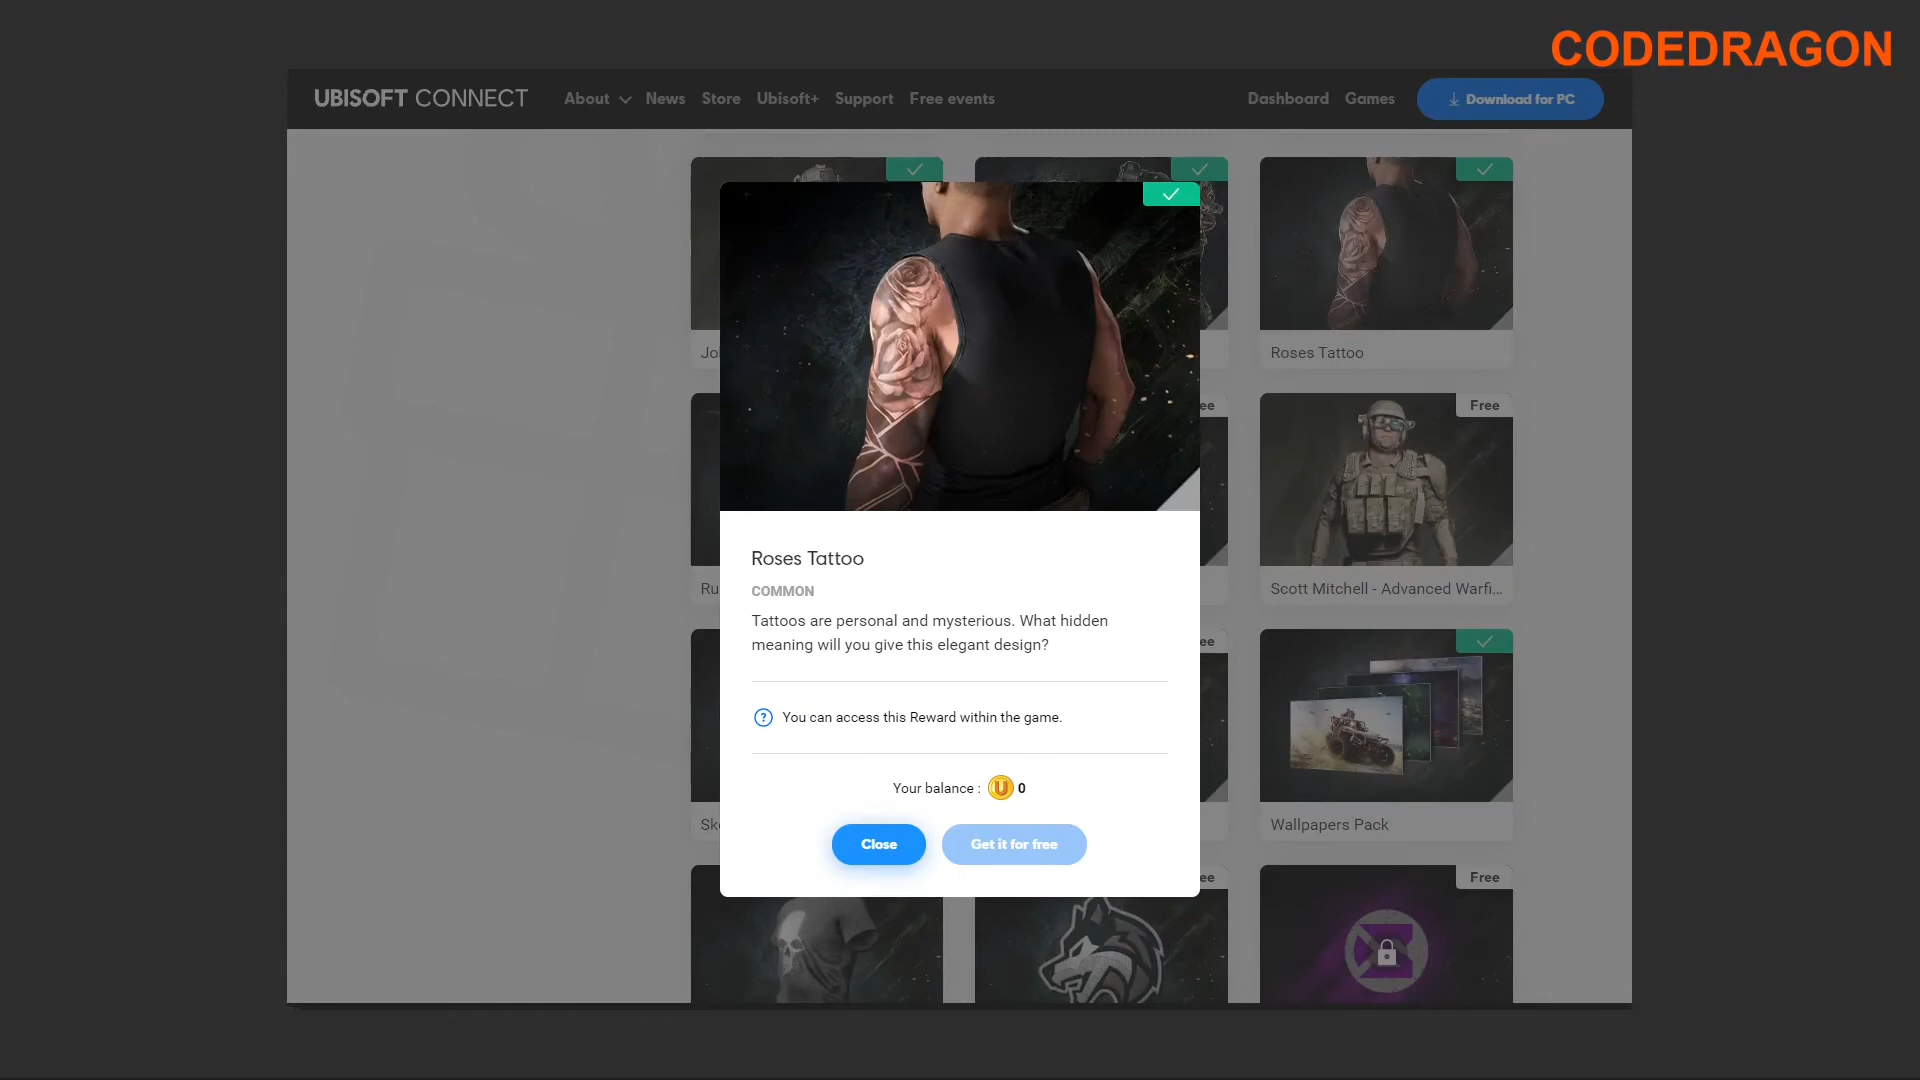 CODEDRAGON
UBISOFT CONNECT About News Store Ubisoft+ Support Free events Dashboard Games Download for PC
Roses Tattoo
Free
Scott Mitchell - Advanced Warfi...
Wallpapers Pack
Free
Roses Tattoo
COMMON
Tattoos are personal and mysterious. What hidden
meaning will you give this elegant design?
You can access this Reward within the game.
Your balance : 0
Close Get it for free